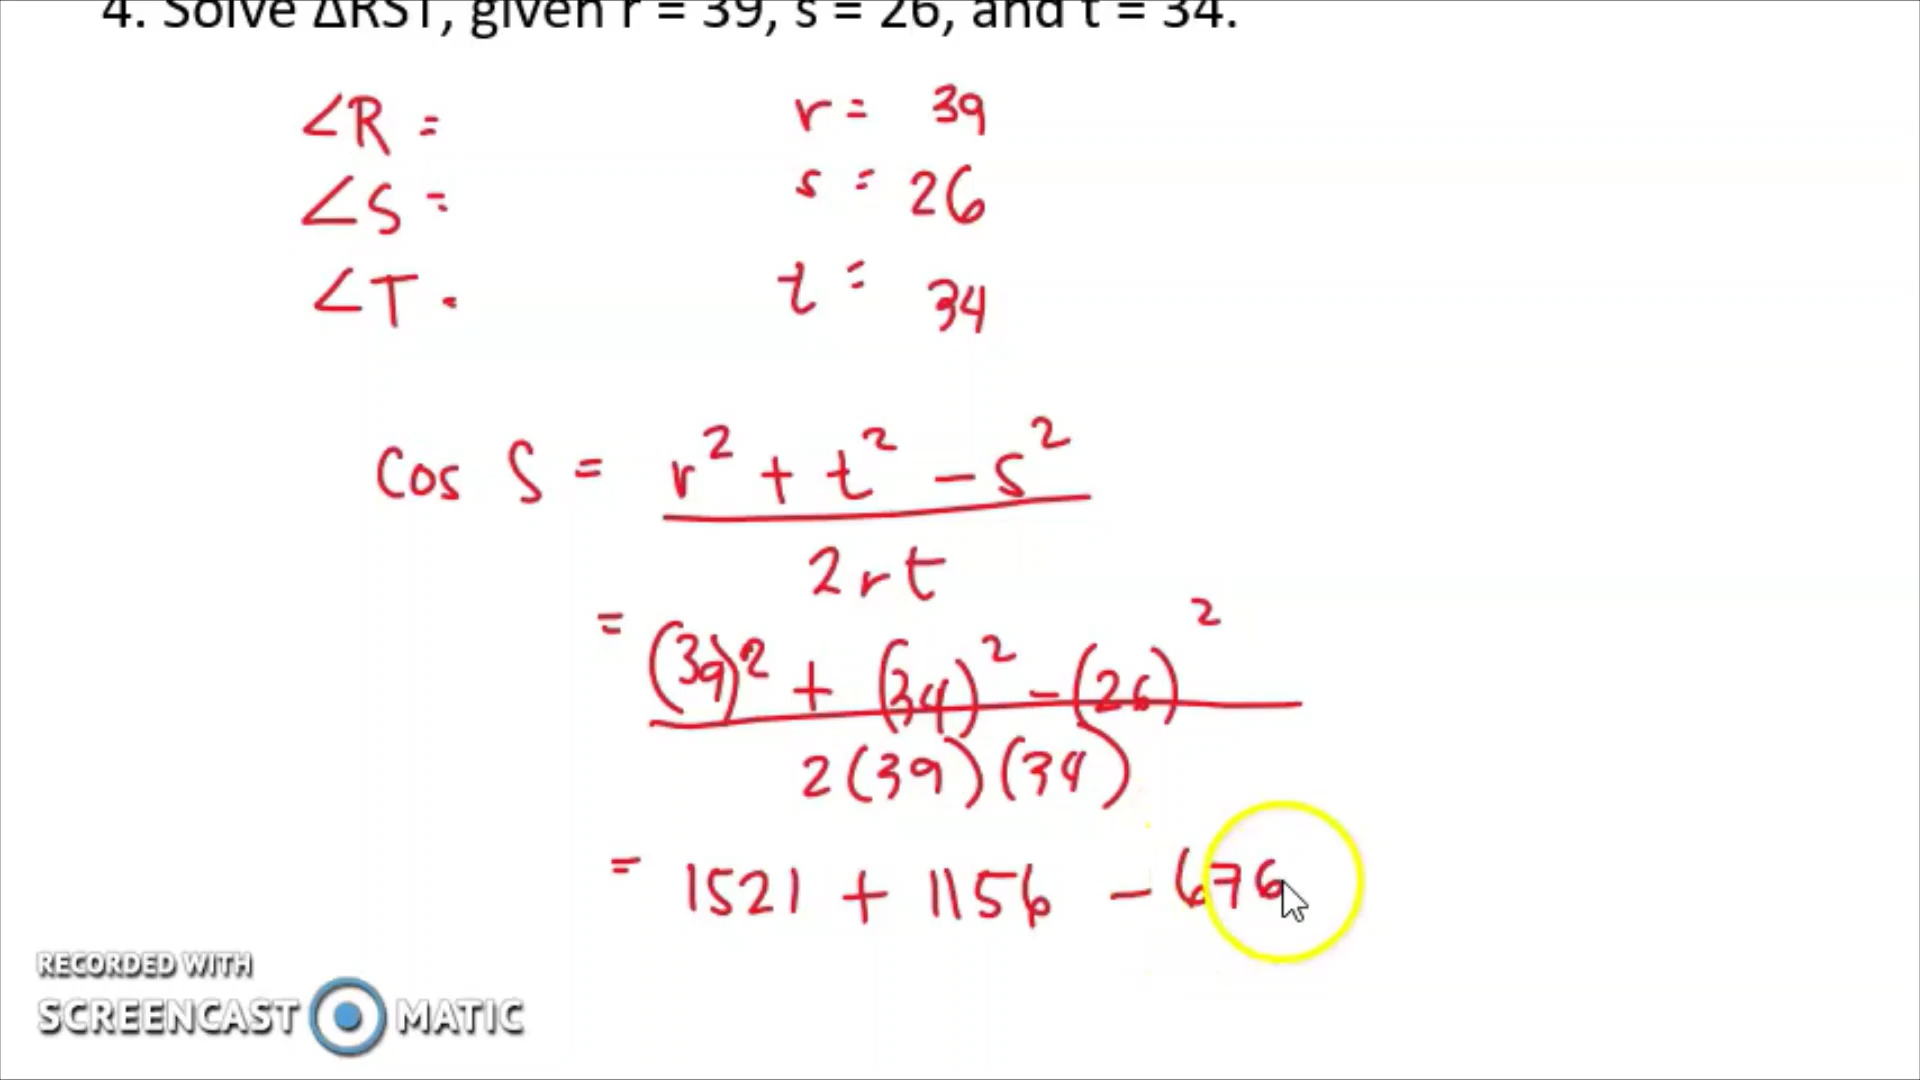 4. Solve ΔRST, given r = 39, s = 26, and t = 34.
∠R = r = 39
∠S = s = 26
∠T = t = 34
Cos S = r² + t² - s²
2rt
= (39)² + (34)² - (26)²
2(39)(34)
= 1521 + 1156 - 676
RECORDED WITH
SCREENCAST MATIC